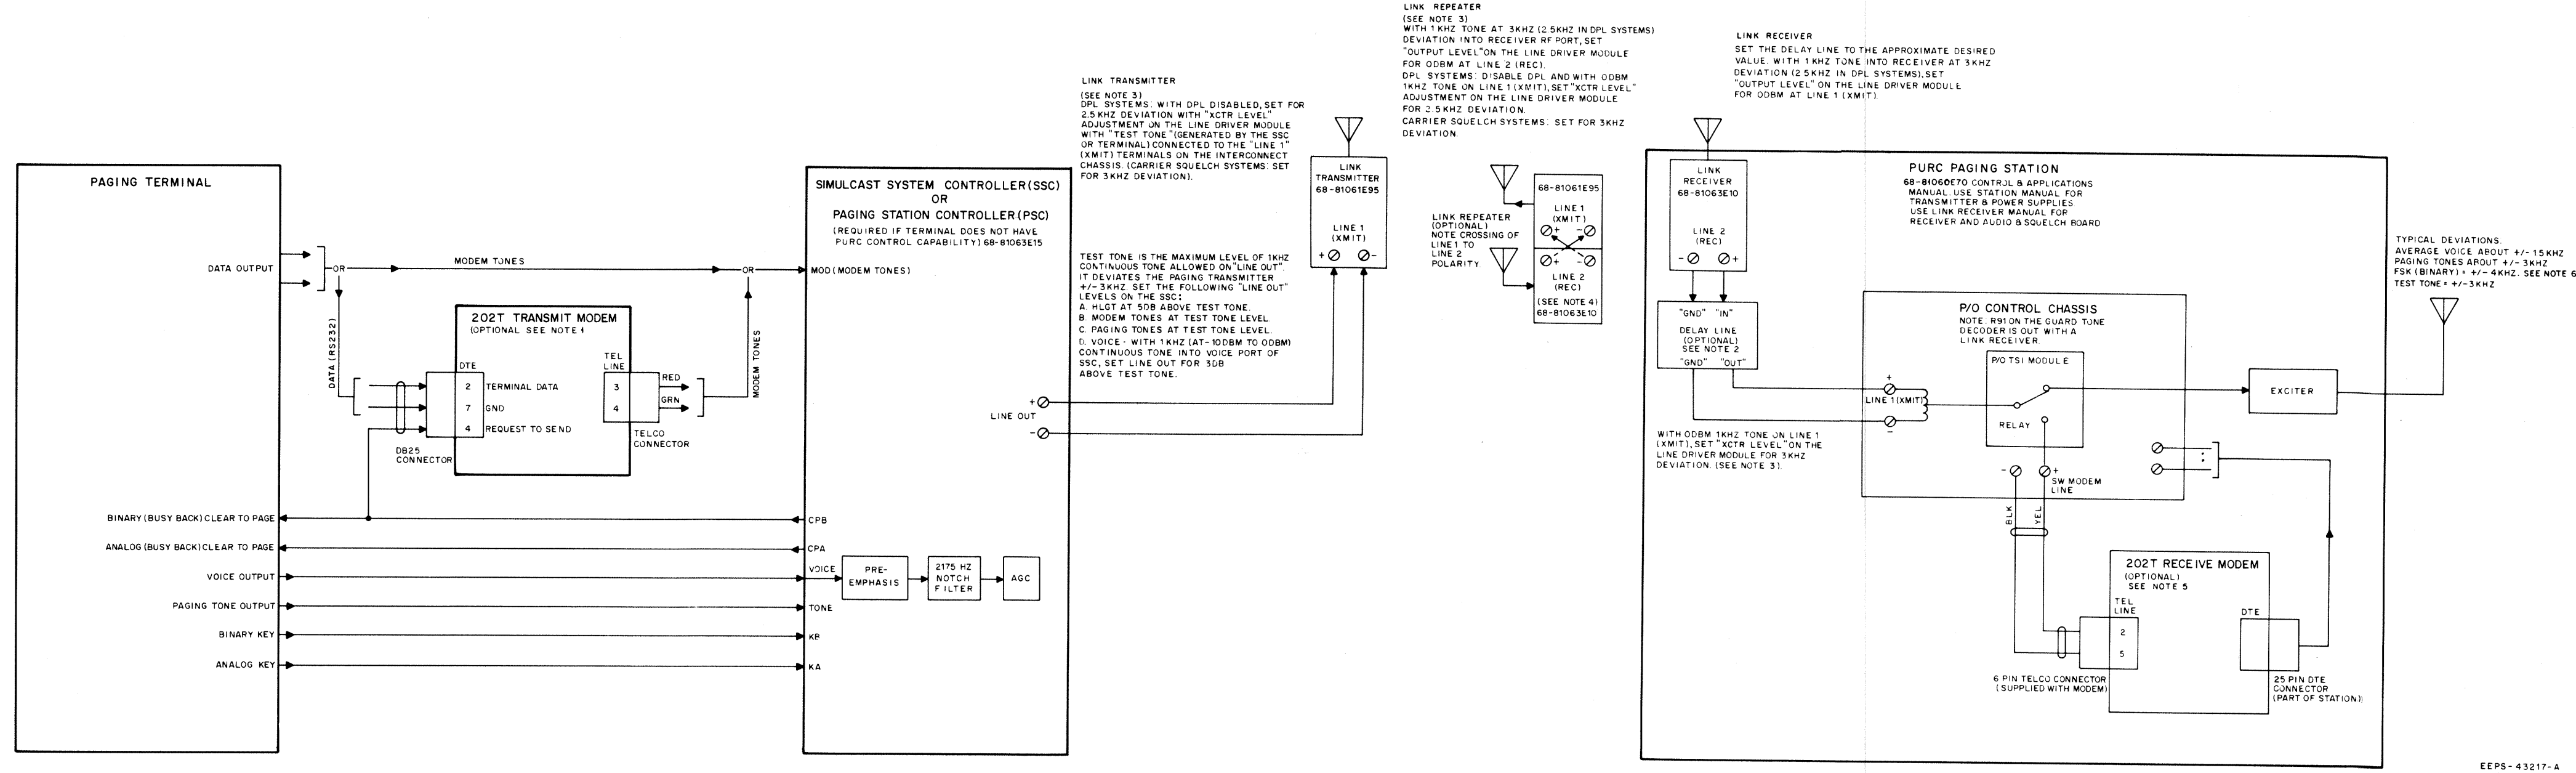 LINK REPEATER
(SEE NOTE 3)
WITH 1KHZ TONE AT 3KHZ (2.5KHZ IN DPL SYSTEMS)
DEVIATION INTO RECEIVER RF PORT, SET
"OUTPUT LEVEL" ON THE LINE DRIVER MODULE
FOR ODBM AT LINE 2 (REC).
DPL SYSTEMS: DISABLE DPL AND WITH ODBM
1KHZ TONE ON LINE 1 (XMIT), SET "XCTR LEVEL"
ADJUSTMENT ON THE LINE DRIVER MODULE
FOR 2.5KHZ DEVIATION.
CARRIER SQUELCH SYSTEMS: SET FOR 3KHZ
DEVIATION.
LINK RECEIVER
SET THE DELAY LINE TO THE APPROXIMATE DESIRED
VALUE. WITH 1KHZ TONE INTO RECEIVER AT 3KHZ
DEVIATION (2.5KHZ IN DPL SYSTEMS), SET
"OUTPUT LEVEL" ON THE LINE DRIVER MODULE
FOR ODBM AT LINE 1 (XMIT).
LINK TRANSMITTER
(SEE NOTE 3)
DPL SYSTEMS: WITH DPL DISABLED, SET FOR
2.5KHZ DEVIATION WITH "XCTR LEVEL"
ADJUSTMENT ON THE LINE DRIVER MODULE
WITH "TEST TONE" (GENERATED BY THE SSC
OR TERMINAL) CONNECTED TO THE "LINE 1"
(XMIT) TERMINALS ON THE INTERCONNECT
CHASSIS. (CARRIER SQUELCH SYSTEMS: SET
FOR 3KHZ DEVIATION).
PAGING TERMINAL
DATA OUTPUT
OR
MODEM TONES
OR
DATA (RS232)
202T TRANSMIT MODEM
(OPTIONAL SEE NOTE 1
DTE
TEL
LINE
2
TERMINAL DATA
7
GND
4
REQUEST TO SEND
3
4
RED
GRN
DB25
CONNECTOR
TELCO
CONNECTOR
MODEM TONES
BINARY (BUSY BACK) CLEAR TO PAGE
ANALOG (BUSY BACK) CLEAR TO PAGE
VOICE OUTPUT
PAGING TONE OUTPUT
BINARY KEY
ANALOG KEY
SIMULCAST SYSTEM CONTROLLER (SSC)
OR
PAGING STATION CONTROLLER (PSC)
(REQUIRED IF TERMINAL DOES NOT HAVE
PURC CONTROL CAPABILITY) 68-81063E15
MOD (MODEM TONES)
+
LINE OUT
-
CPB
CPA
VOICE
PRE-
EMPHASIS
2175 HZ
NOTCH
FILTER
AGC
TONE
KB
KA
TEST TONE IS THE MAXIMUM LEVEL OF 1KHZ
CONTINUOUS TONE ALLOWED ON "LINE OUT".
IT DEVIATES THE PAGING TRANSMITTER
+/-3KHZ. SET THE FOLLOWING "LINE OUT"
LEVELS ON THE SSC:
A. HLGT AT 5DB ABOVE TEST TONE.
B. MODEM TONES AT TEST TONE LEVEL.
C. PAGING TONES AT TEST TONE LEVEL.
D. VOICE - WITH 1KHZ (AT-10DBM TO ODBM)
CONTINUOUS TONE INTO VOICE PORT OF
SSC, SET LINE OUT FOR 3DB
ABOVE TEST TONE.
LINK
TRANSMITTER
68-81061E95
LINE 1
(XMIT)
+
-
LINK REPEATER
(OPTIONAL)
NOTE CROSSING OF
LINE 1 TO
LINE 2
POLARITY
68-81061E95
LINE 1
(XMIT)
+ -
+ -
LINE 2
(REC)
(SEE NOTE 4)
68-81063E10
LINK
RECEIVER
68-81063E10
LINE 2
(REC)
-
+
"GND" "IN"
DELAY LINE
(OPTIONAL)
SEE NOTE 2
"GND" "OUT"
WITH ODBM 1KHZ TONE ON LINE 1
(XMIT), SET "XCTR LEVEL" ON THE
LINE DRIVER MODULE FOR 3KHZ
DEVIATION. (SEE NOTE 3).
PURC PAGING STATION
68-81060E70 CONTROL & APPLICATIONS
MANUAL. USE STATION MANUAL FOR
TRANSMITTER & POWER SUPPLIES
USE LINK RECEIVER MANUAL FOR
RECEIVER AND AUDIO & SQUELCH BOARD
P/O CONTROL CHASSIS
NOTE: R91 ON THE GUARD TONE
DECODER IS OUT WITH A
LINK RECEIVER.
P/O TSI MODULE
RELAY
+
LINE 1 (XMIT)
-
- +
SW MODEM
LINE
BLK
YEL
EXCITER
202T RECEIVE MODEM
(OPTIONAL)
SEE NOTE 5
TEL
LINE
2
5
DTE
6 PIN TELCO CONNECTOR
(SUPPLIED WITH MODEM)
25 PIN DTE
CONNECTOR
(PART OF STATION)
TYPICAL DEVIATIONS.
AVERAGE VOICE ABOUT +/-1.5KHZ
PAGING TONES ABOUT +/-3KHZ
FSK (BINARY) = +/-4KHZ. SEE NOTE 6
TEST TONE = +/-3KHZ
EEPS-43217-A